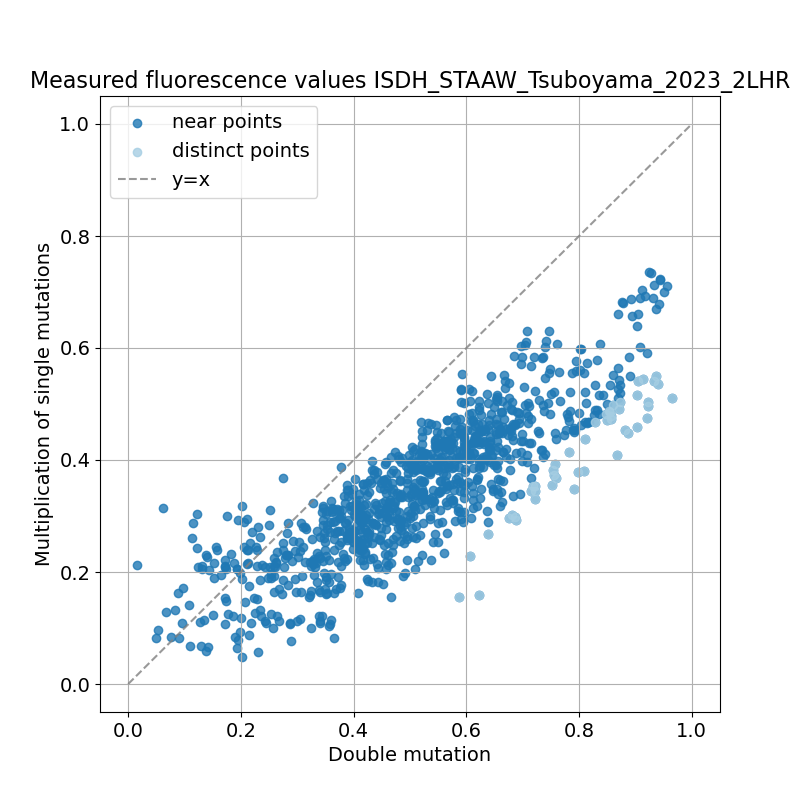 Measured fluorescence values ISDH_STAAW_Tsuboyama_2023_2LHR
near points
distinct points
y=x
1.0
0.8
0.6
0.4
0.2
0.0
Multiplication of single mutations
0.0 0.2 0.4 0.6 0.8 1.0
Double mutation